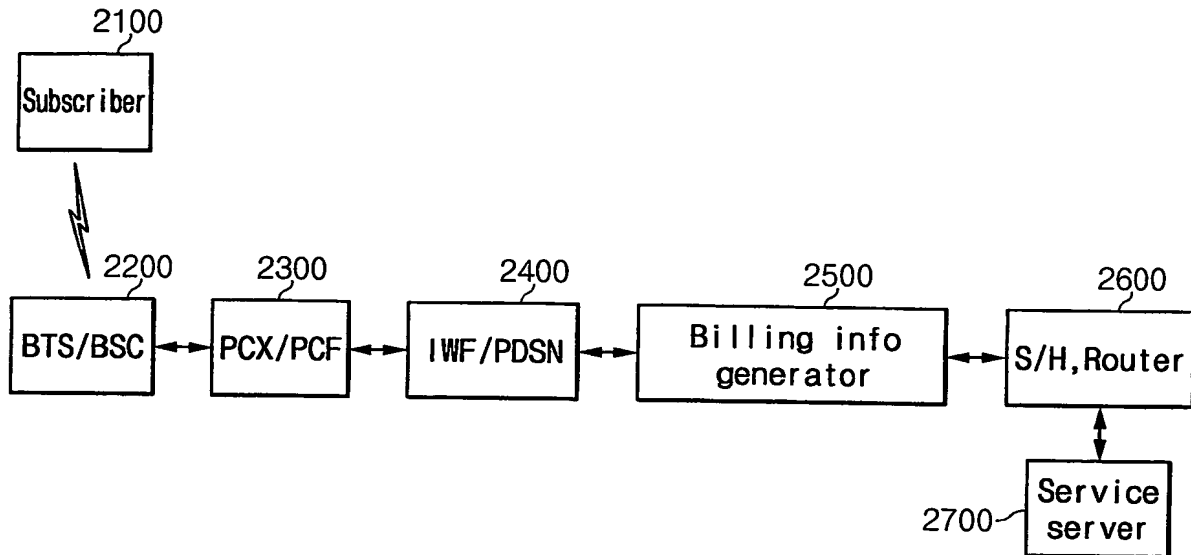 2100
Subscriber
2200
2300
2400
2500
2600
BTS/BSC
PCX/PCF
IWF/PDSN
Billing info
generator
S/H,Router
2700
Service
server